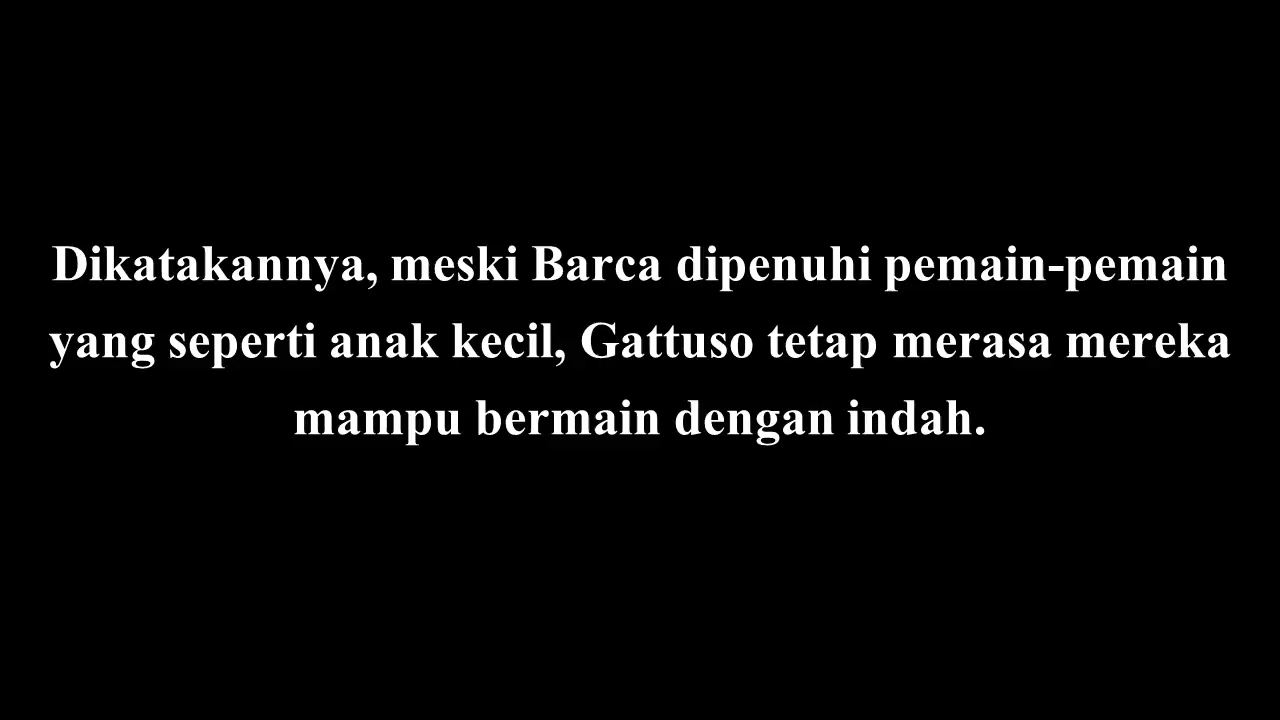 Dikatakannya, meski Barca dipenuhi pemain-pemain
yang seperti anak kecil, Gattuso tetap merasa mereka
mampu bermain dengan indah.